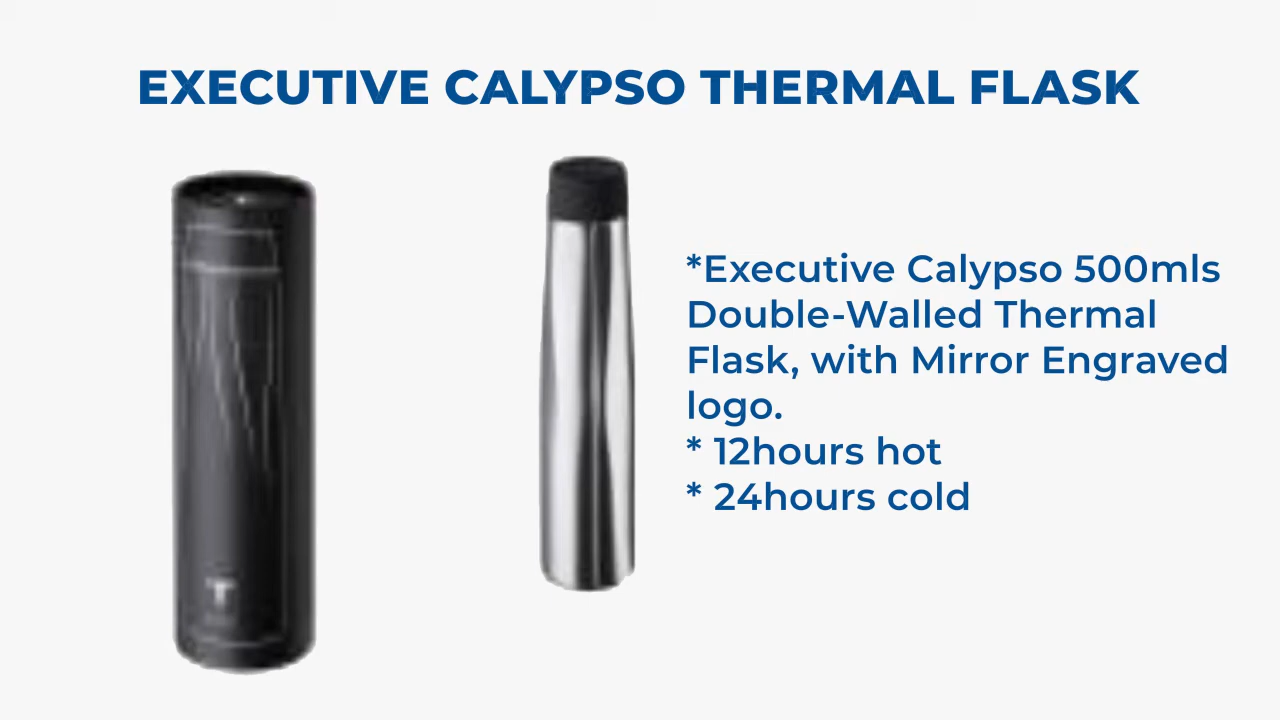 EXECUTIVE CALYPSO THERMAL FLASK
*Executive Calypso 500mls
Double-Walled Thermal
Flask, with Mirror Engraved
logo.
* 12hours hot
* 24hours cold
T